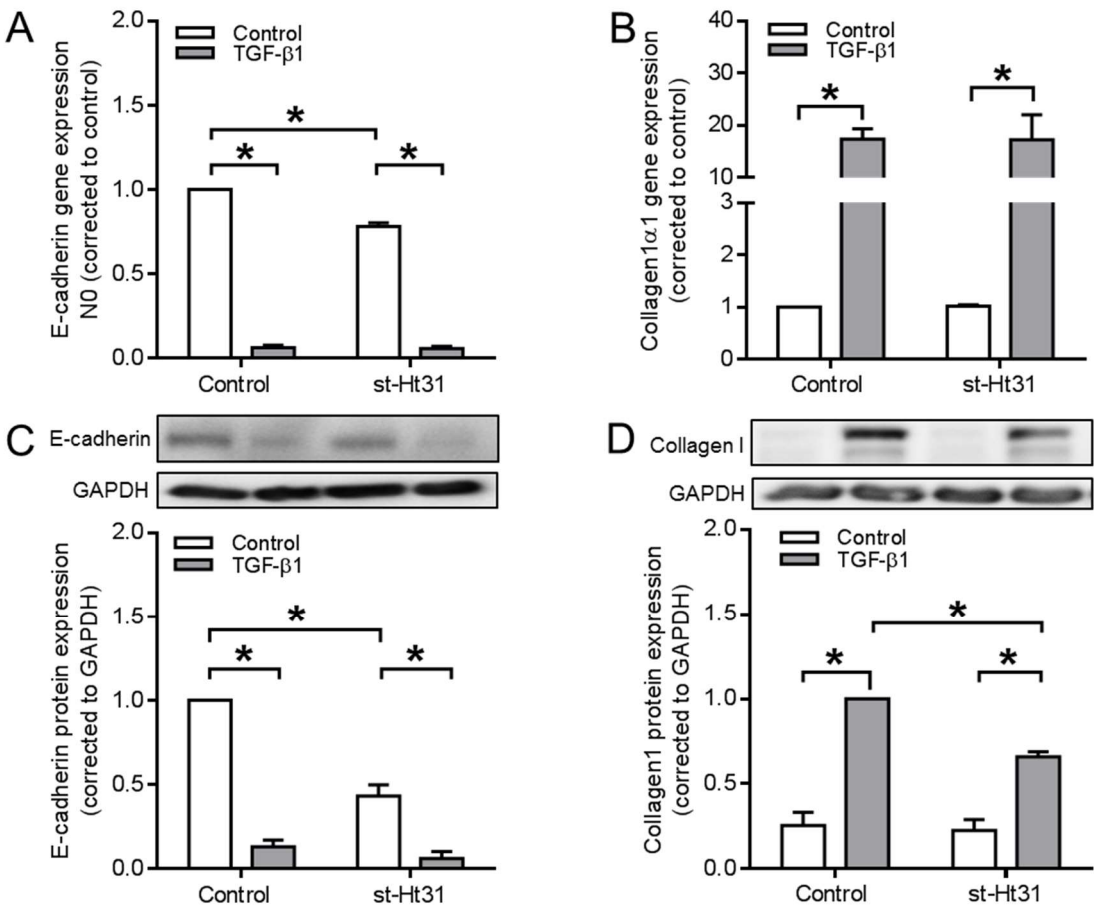 A
E-cadherin gene expression
N0 (corrected to control)
2.0
1.5
1.0
0.5
0.0
Control
TGF-β1
*
*
*
Control
st-Ht31
B
Collagen1α1 gene expression
(corrected to control)
40
30
20
10
3
2
1
0
Control
TGF-β1
*
*
Control
st-Ht31
C
E-cadherin
GAPDH
E-cadherin protein expression
(corrected to GAPDH)
2.0
1.5
1.0
0.5
0.0
Control
TGF-β1
*
*
*
Control
st-Ht31
D
Collagen I
GAPDH
Collagen1 protein expression
(corrected to GAPDH)
2.0
1.5
1.0
0.5
0.0
Control
TGF-β1
*
*
*
Control
st-Ht31